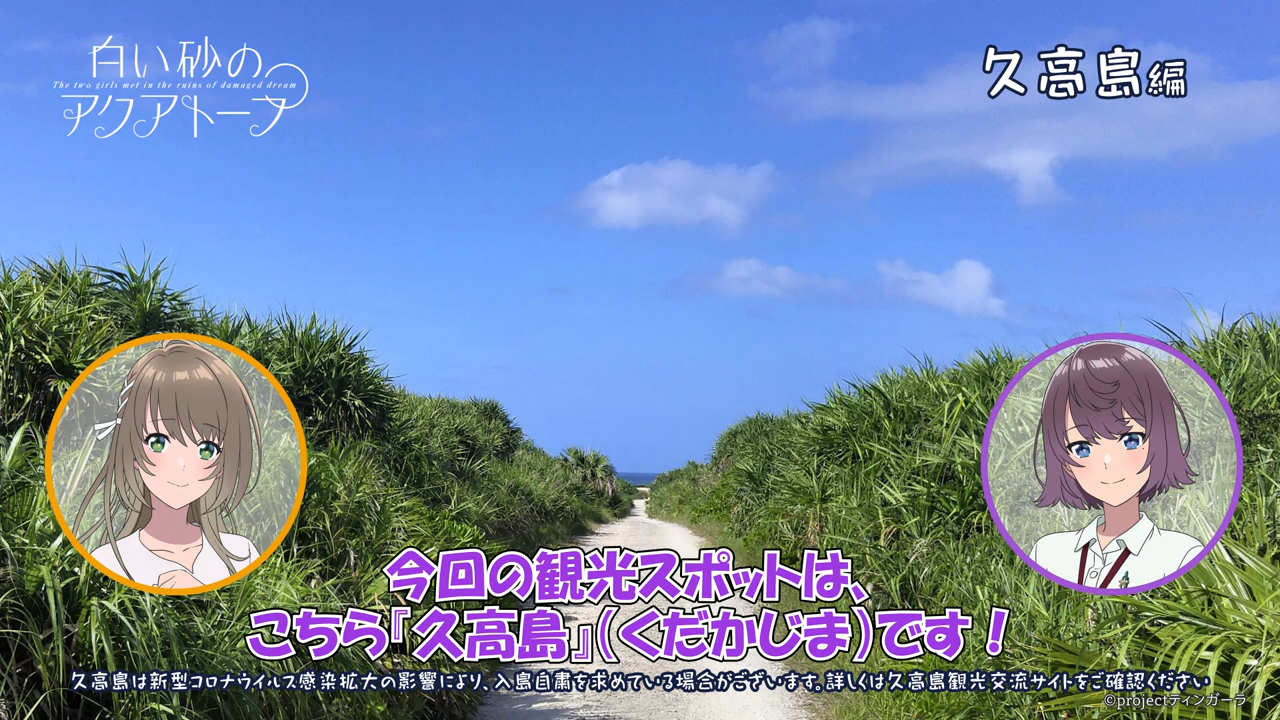 白い砂の
The two girls met in the ruins of damaged dream
アクアトープ
久高島編
今回の観光スポットは、
こちら『久高島』(くだかじま)です!
久高島は新型コロナウイルス感染拡大の影響により、入島自粛を求めている場合がございます。詳しくは久高島観光交流サイトをご確認ください
©projectティンガーラ